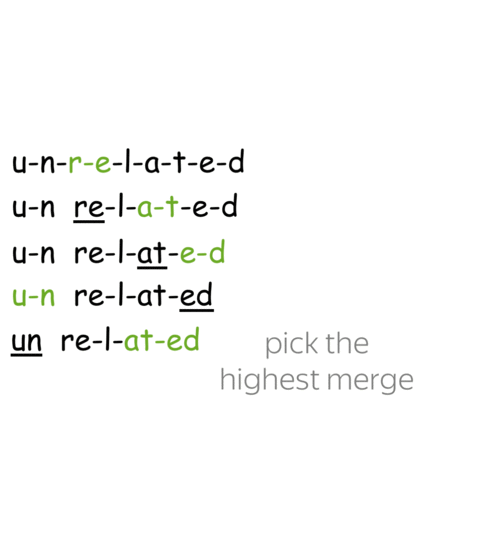 u-n-r-e-l-a-t-e-d
u-n re-l-a-t-e-d
u-n re-l-at-e-d
u-n re-l-at-ed
un re-l-at-ed
pick the
highest merge